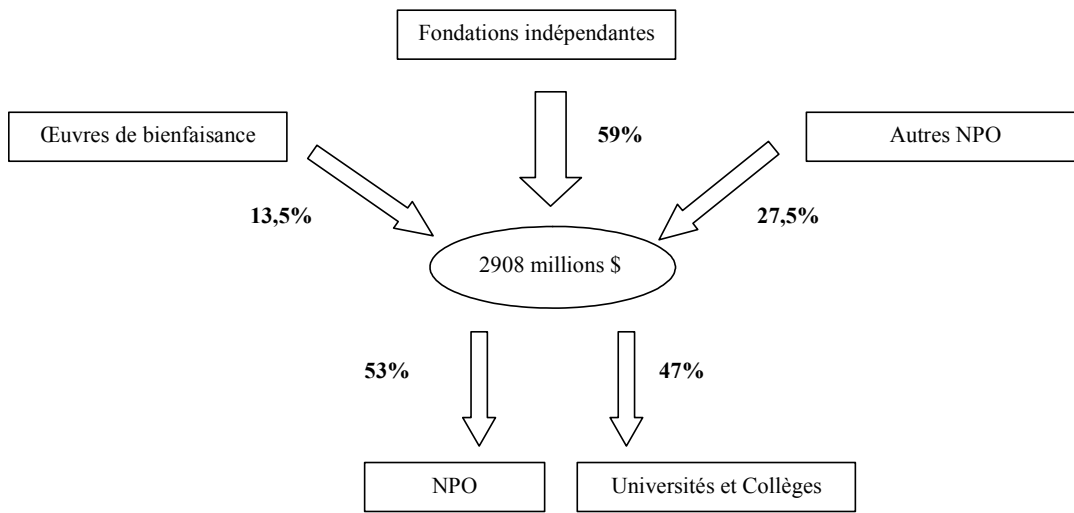 Fondations indépendantes
Œuvres de bienfaisance
Autres NPO
59%
13,5%
27,5%
2908 millions $
53%
47%
NPO
Universités et Collèges